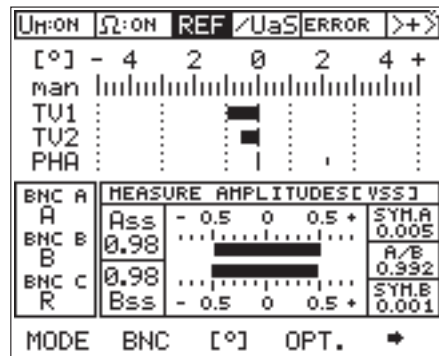 UM:ON Ω:ON REF /UaS ERROR >+>
[°] - 4 2 0 2 4 +
man
TV1
TV2
PHA
BNC A
A
BNC B
B
BNC C
R
MEASURE AMPLITUDES[VSS]
Ass - 0.5 0 0.5 +
0.98
0.98
Bss - 0.5 0 0.5 +
SYM.A
0.005
A/B
0.992
SYM.B
0.001
MODE BNC [°] OPT. ➡